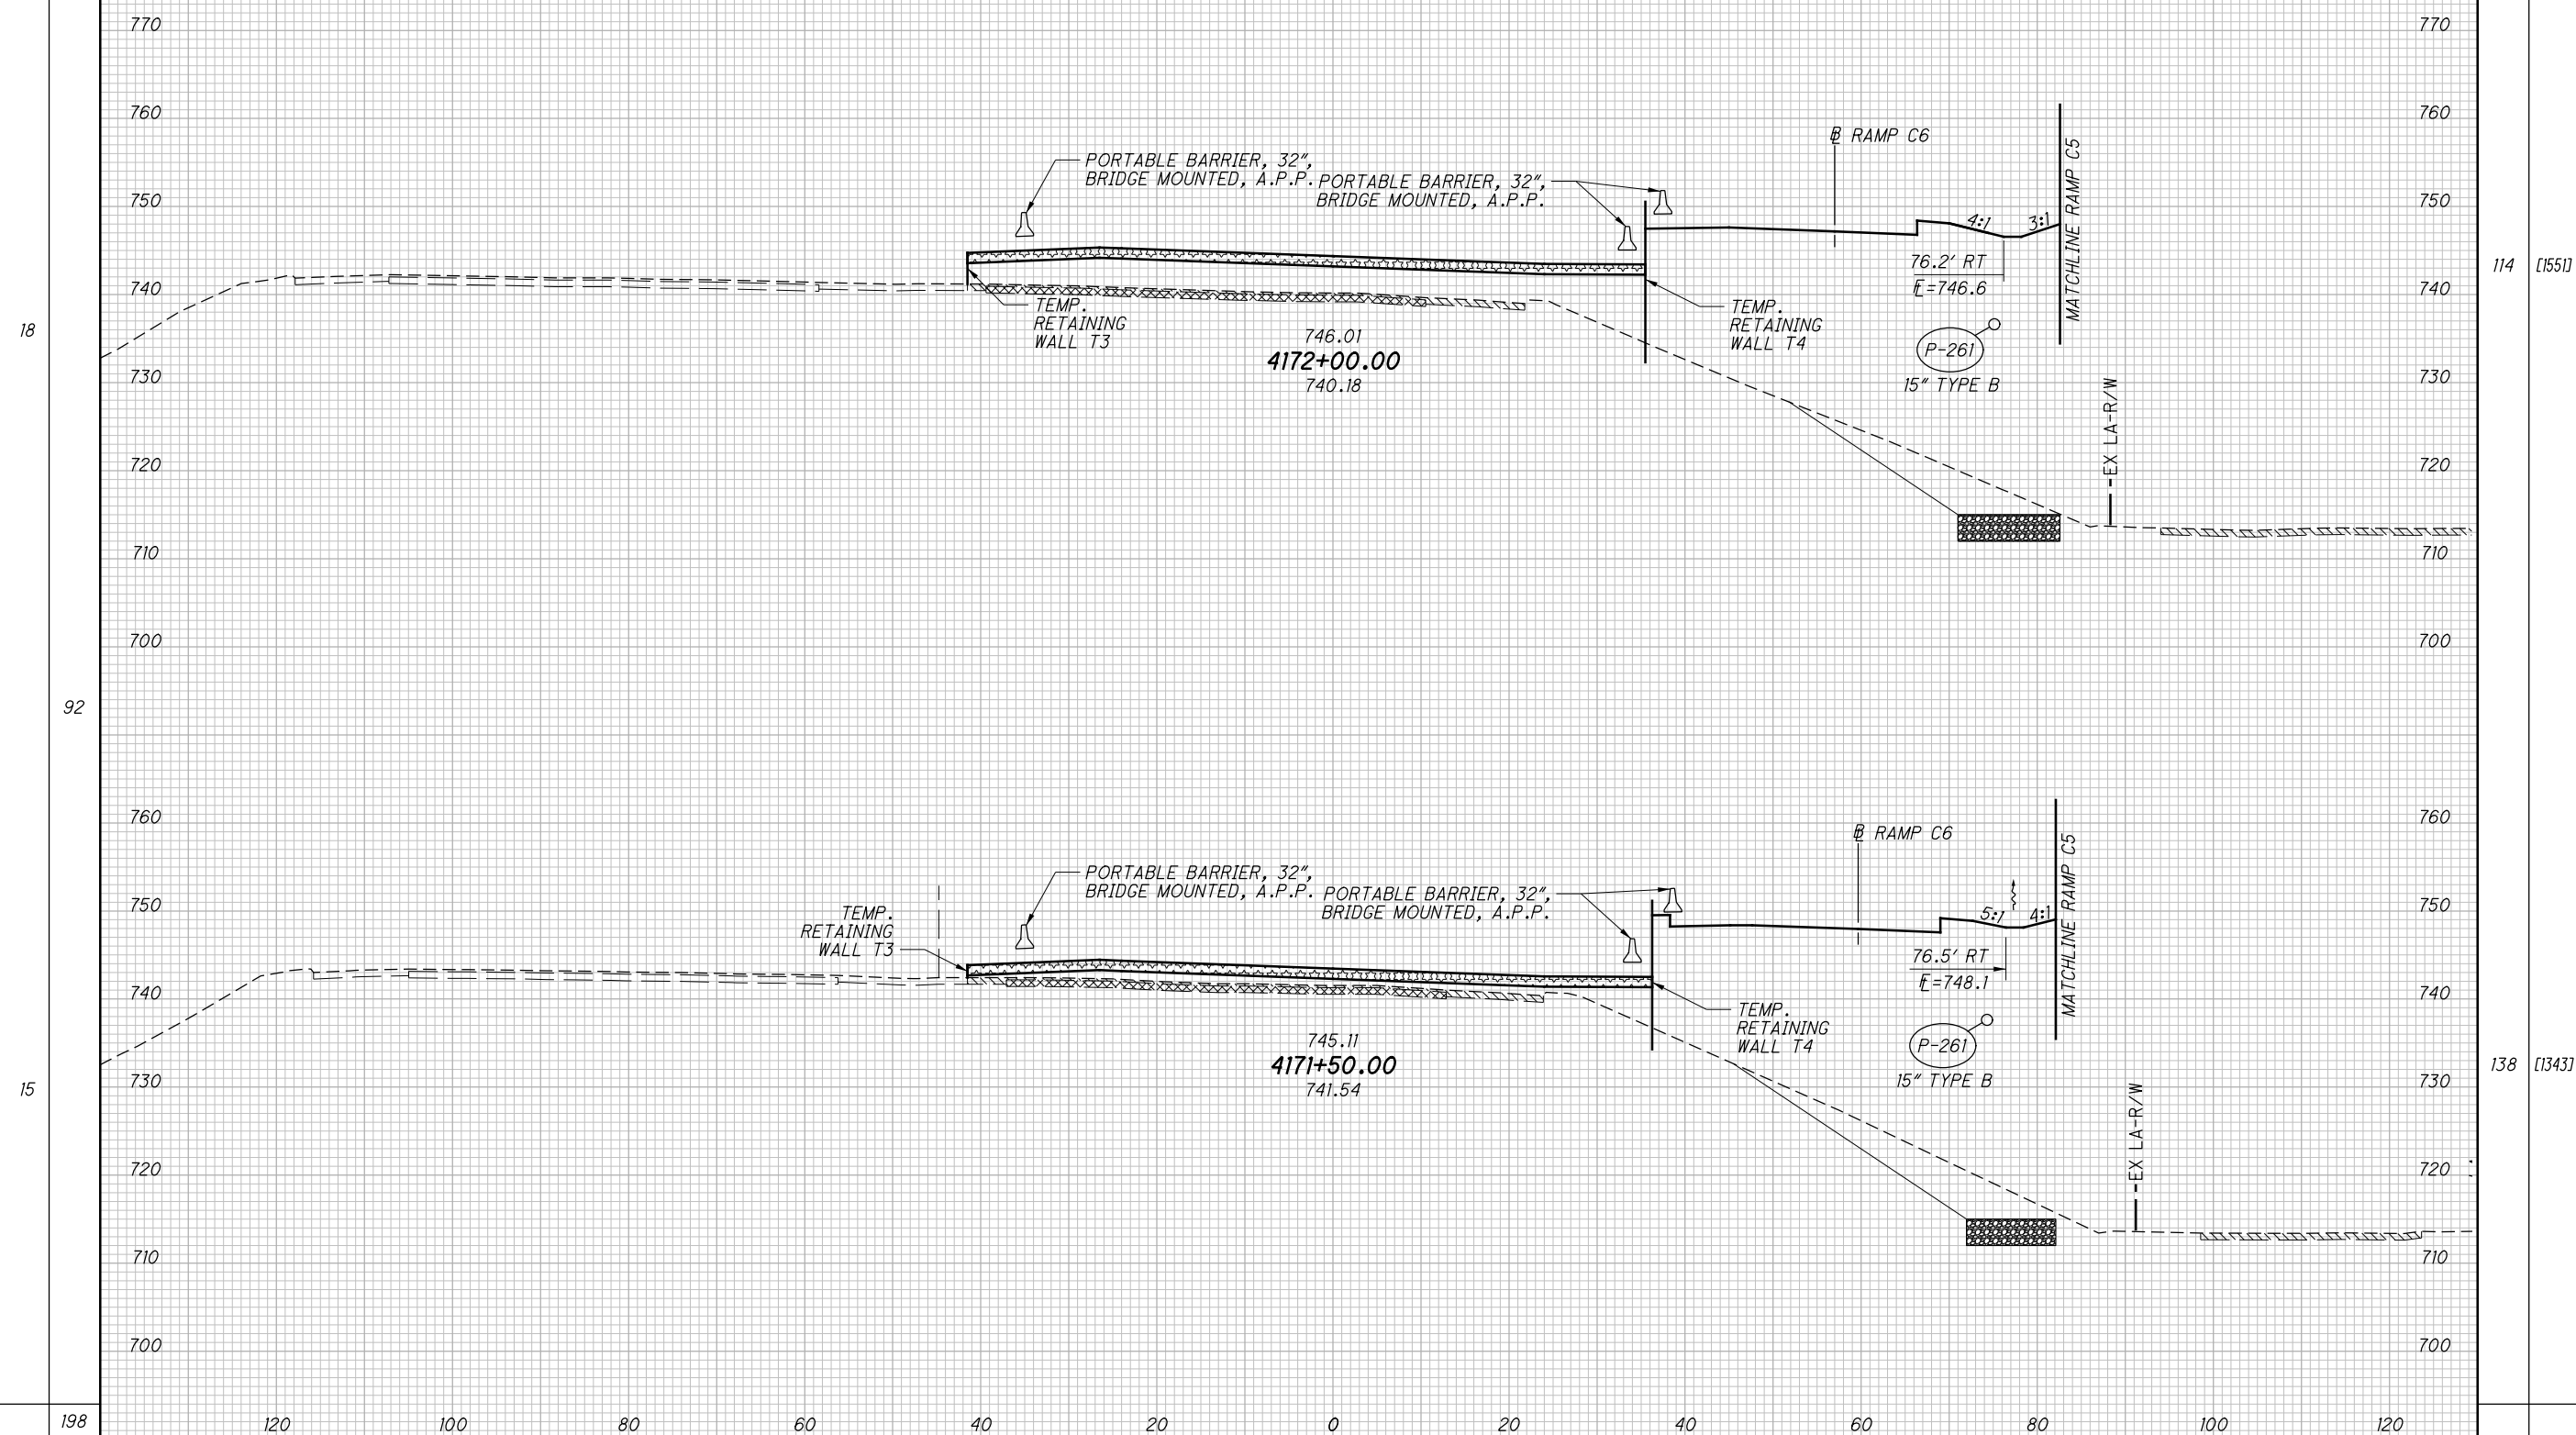 770 770
760 760
℄ RAMP C6
MATCHLINE RAMP C5
PORTABLE BARRIER, 32",
BRIDGE MOUNTED, A.P.P.
PORTABLE BARRIER, 32",
BRIDGE MOUNTED, A.P.P.
750 750
4:1 3:1
76.2' RT
=746.6
114 [1551]
740 740
TEMP.
RETAINING
WALL T3
TEMP.
RETAINING
WALL T4
18
746.01
4172+00.00
740.18
P-261
15" TYPE B
730 730
EX LA-R/W
720 720
710 710
700 700
92
760 760
RAMP C6
MATCHLINE RAMP C5
PORTABLE BARRIER, 32",
BRIDGE MOUNTED, A.P.P.
PORTABLE BARRIER, 32",
BRIDGE MOUNTED, A.P.P.
750 750
5:1 4:1
TEMP.
RETAINING
WALL T3
76.5' RT
=748.1
740 740
TEMP.
RETAINING
WALL T4
745.11
4171+50.00
741.54
P-261
15" TYPE B
138 [1343]
15
730 730
EX LA-R/W
720 720
710 710
700 700
198
120 100 80 60 40 20 0 20 40 60 80 100 120